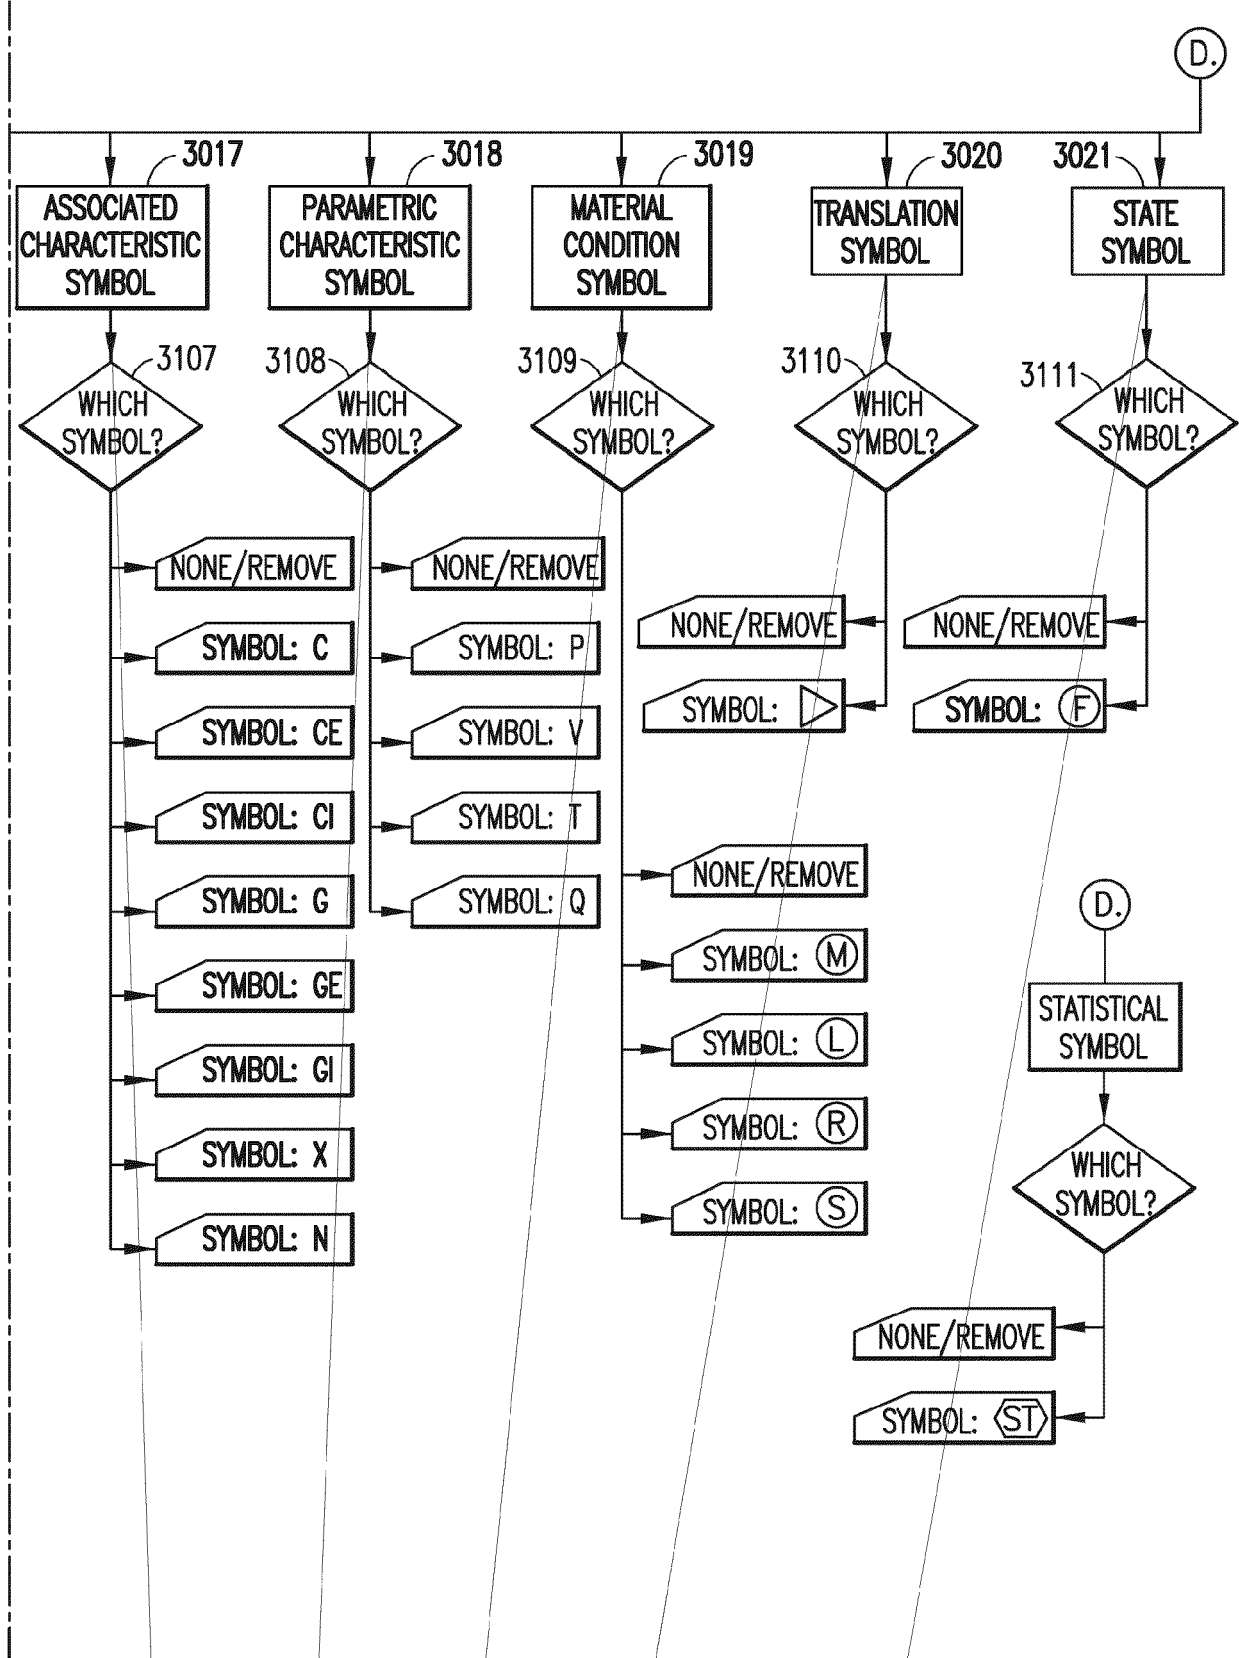 D.
3017
3018
3019
3020
3021
ASSOCIATED
CHARACTERISTIC
SYMBOL
PARAMETRIC
CHARACTERISTIC
SYMBOL
MATERIAL
CONDITION
SYMBOL
TRANSLATION
SYMBOL
STATE
SYMBOL
3107
WHICH
SYMBOL?
3108
WHICH
SYMBOL?
3109
WHICH
SYMBOL?
3110
WHICH
SYMBOL?
3111
WHICH
SYMBOL?
NONE/REMOVE
SYMBOL: C
SYMBOL: CE
SYMBOL: CI
SYMBOL: G
SYMBOL: GE
SYMBOL: GI
SYMBOL: X
SYMBOL: N
NONE/REMOVE
SYMBOL: P
SYMBOL: V
SYMBOL: T
SYMBOL: Q
NONE/REMOVE
SYMBOL: M
SYMBOL: L
SYMBOL: R
SYMBOL: S
NONE/REMOVE
SYMBOL:
NONE/REMOVE
SYMBOL: F
D.
STATISTICAL
SYMBOL
WHICH
SYMBOL?
NONE/REMOVE
SYMBOL: ST